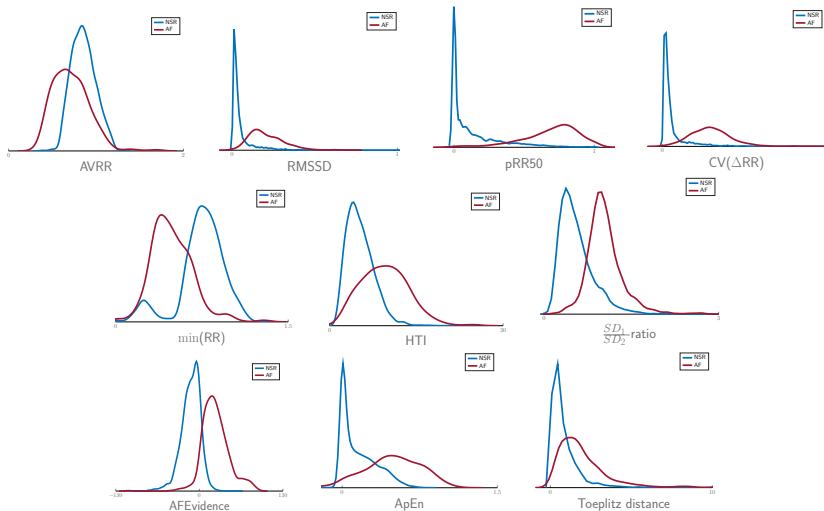 NSR
AF
0
2
AVRR
NSR
AF
0
1
RMSSD
NSR
AF
0
1
pRR50
NSR
AF
0
CV(ΔRR)
NSR
AF
0
1.5
min(RR)
NSR
AF
0
30
HTI
NSR
AF
0
3
SD₁/SD₂ ratio
NSR
AF
−130
0
130
AFEvidence
NSR
AF
0
1.5
ApEn
NSR
AF
0
10
Toeplitz distance